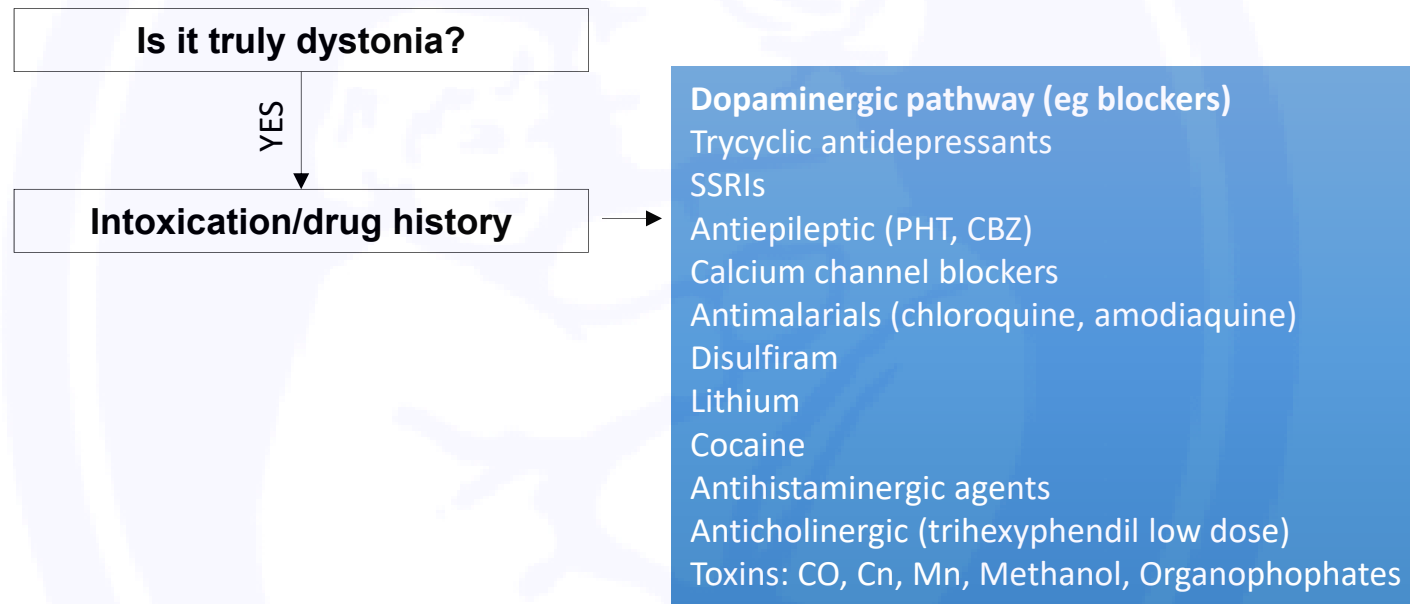 Is it truly dystonia?
YES
Intoxication/drug history
Dopaminergic pathway (eg blockers)
Trycyclic antidepressants
SSRIs
Antiepileptic (PHT, CBZ)
Calcium channel blockers
Antimalarials (chloroquine, amodiaquine)
Disulfiram
Lithium
Cocaine
Antihistaminergic agents
Anticholinergic (trihexyphendil low dose)
Toxins: CO, Cn, Mn, Methanol, Organophophates